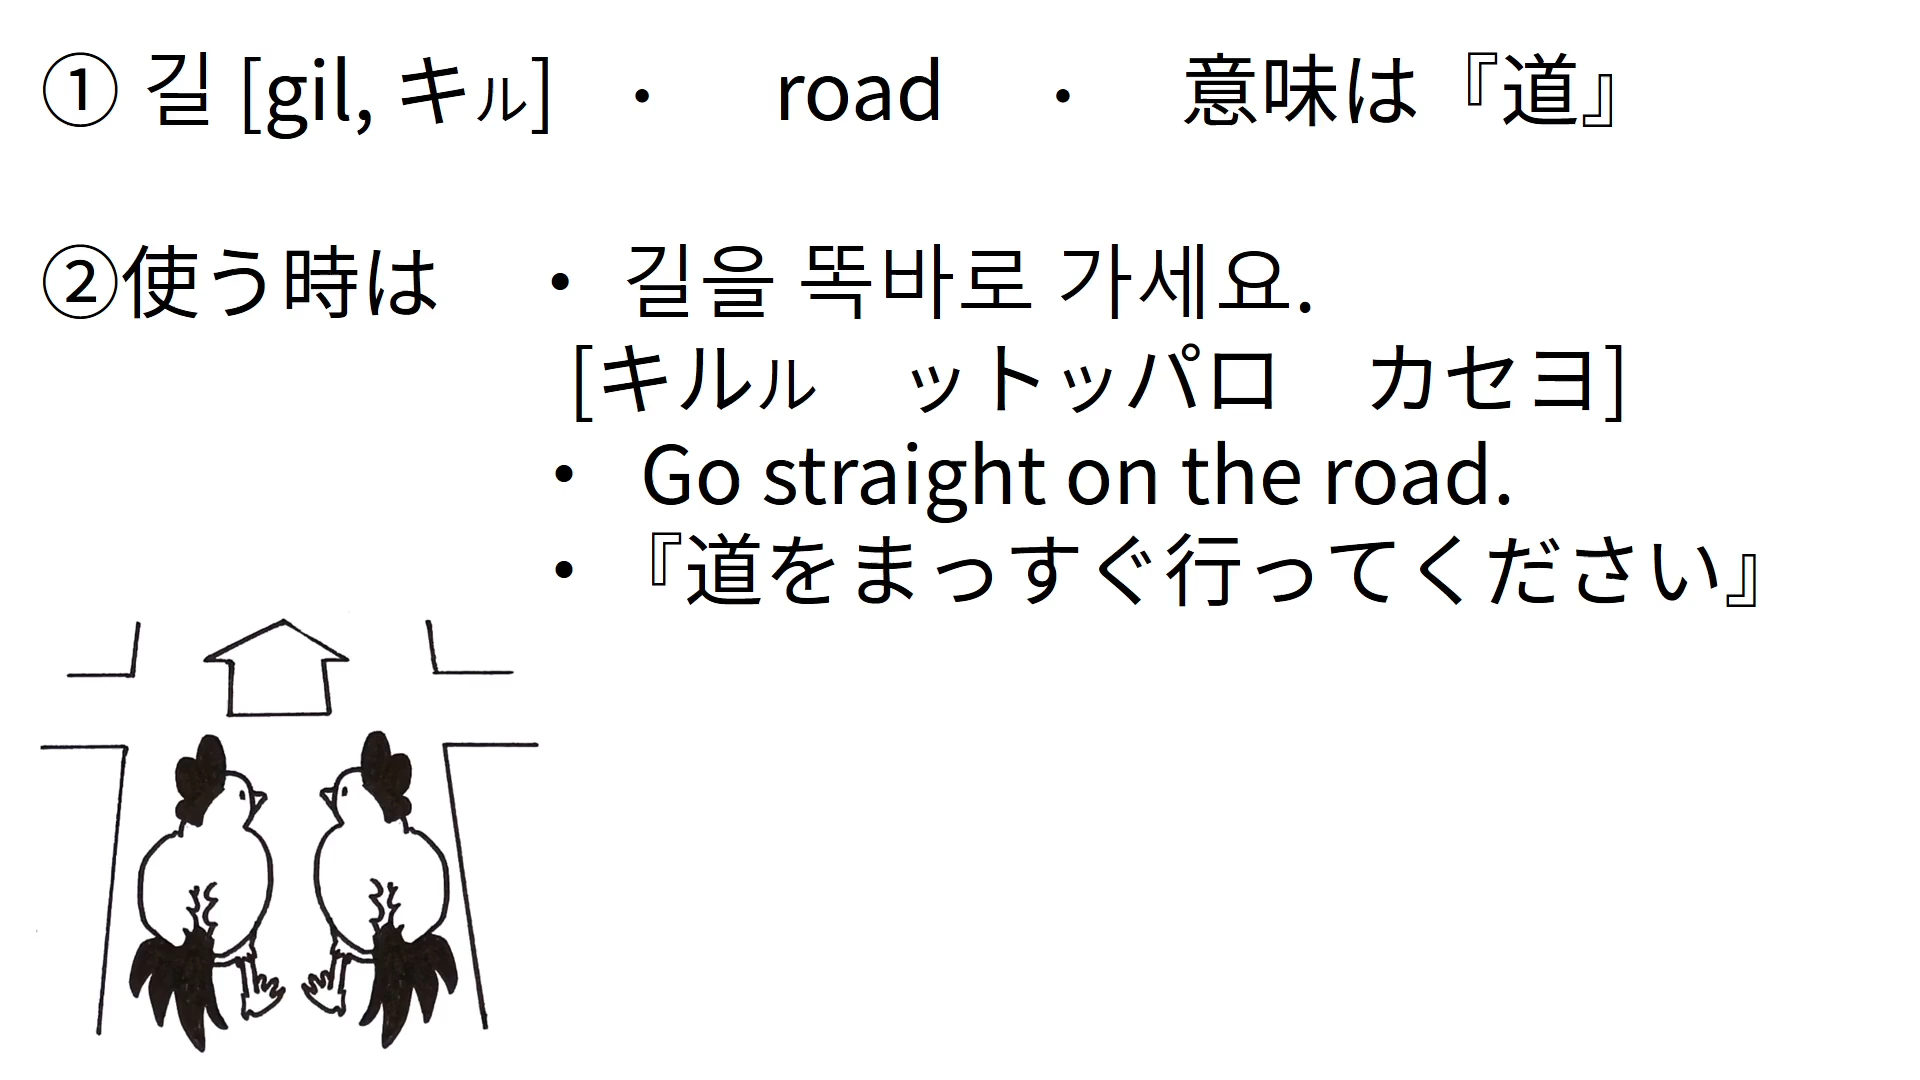 ① 길 [gil, キㇽ] ・ road ・ 意味は『道』
②使う時は ・ 길을 똑바로 가세요.
[キルㇽ ットッパロ カセヨ]
・ Go straight on the road.
・『道をまっすぐ行ってください』